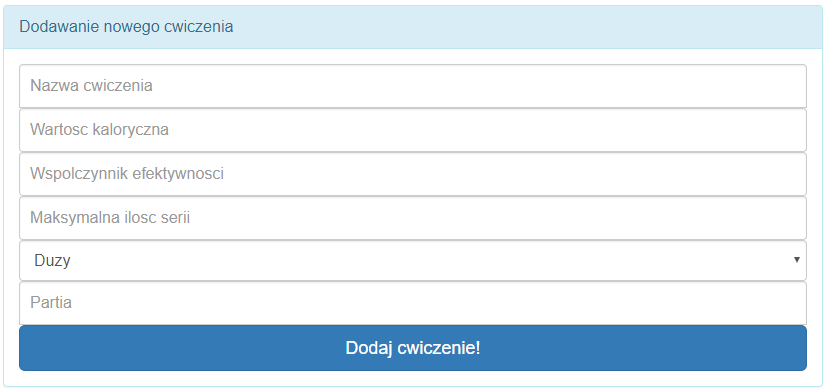 Dodawanie nowego cwiczenia
Nazwa cwiczenia
Wartosc kaloryczna
Wspolczynnik efektywnosci
Maksymalna ilosc serii
Duzy
Partia
Dodaj cwiczenie!